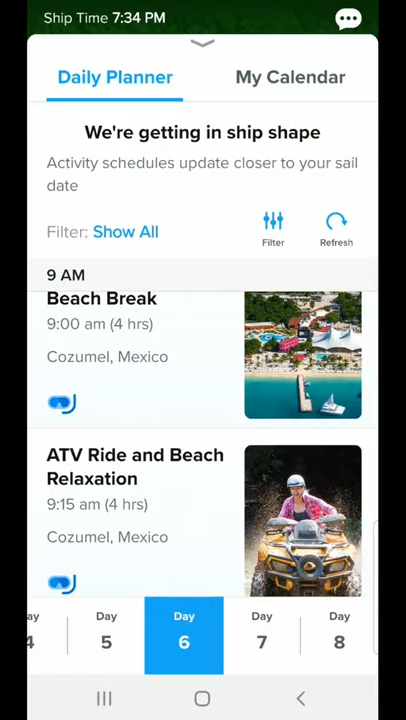 Ship Time 7:34 PM
Daily Planner
My Calendar
We're getting in ship shape
Activity schedules update closer to your sail
date
Filter: Show All
Filter
Refresh
9 AM
Beach Break
9:00 am (4 hrs)
Cozumel, Mexico
ATV Ride and Beach
Relaxation
9:15 am (4 hrs)
Cozumel, Mexico
ay Day Day Day Day
4 5 6 7 8